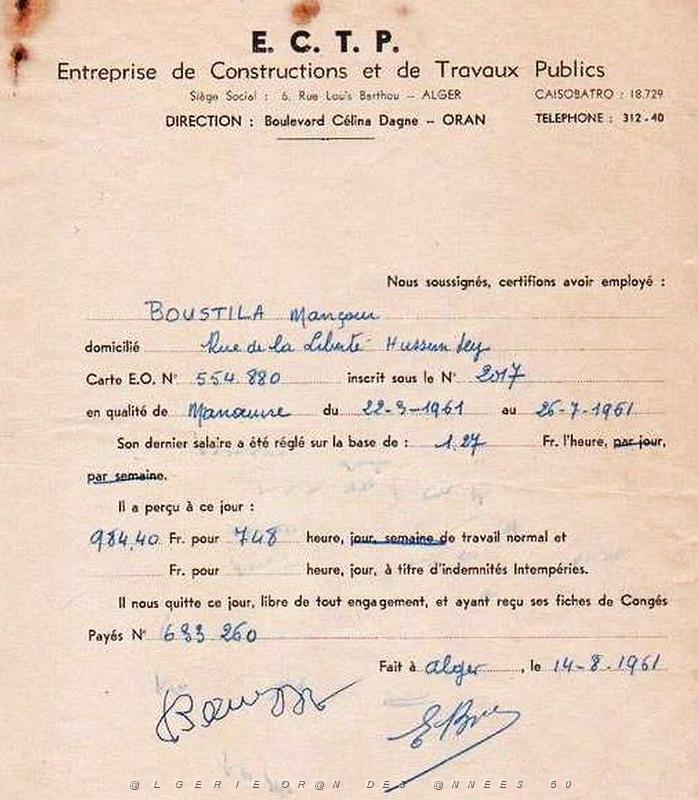 E. C. T. P.
Entreprise de Constructions et de Travaux Publics
Siège Social : 6, Rue Louis Barthou — ALGER CAISOBATRO : 18.729
DIRECTION : Boulevard Célina Dagne — ORAN TELEPHONE : 312-40
Nous soussignés, certifions avoir employé :
BOUSTILA Mançour
domicilié Rue de la Liberté Hussein dey
Carte E.O. N° 554 880 inscrit sous le N° 2017
en qualité de Manœuvre du 22-3-1961 au 26-7-1961
Son dernier salaire a été réglé sur la base de : 1,27 Fr. l'heure, par jour,
par semaine.
Il a perçu à ce jour :
984,40 Fr. pour 748 heure, jour, semaine de travail normal et
Fr. pour heure, jour, à titre d'indemnités Intempéries.
Il nous quitte ce jour, libre de tout engagement, et ayant reçu ses fiches de Congés
Payés N° 633 260
Fait à alger, le 14-8-1961
@LGERIEOR@N DES @NNEES 50